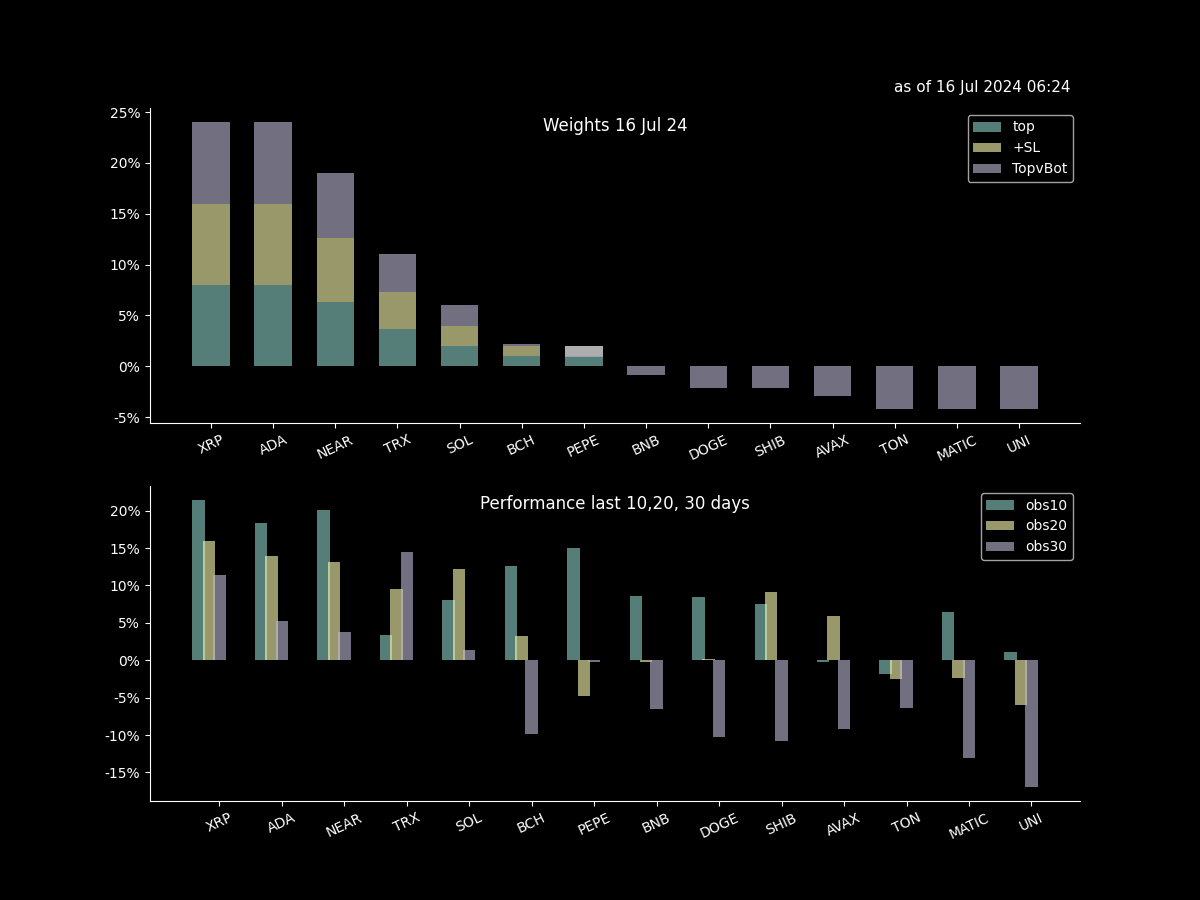 as of 16 Jul 2024 06:24
Weights 16 Jul 24
top
+SL
TopvBot
25%
20%
15%
10%
5%
0%
-5%
XRP ADA NEAR TRX SOL BCH PEPE BNB DOGE SHIB AVAX TON MATIC UNI
Performance last 10,20, 30 days
obs10
obs20
obs30
20%
15%
10%
5%
0%
-5%
-10%
-15%
XRP ADA NEAR TRX SOL BCH PEPE BNB DOGE SHIB AVAX TON MATIC UNI